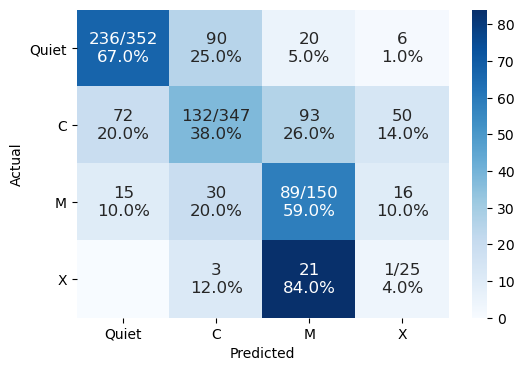 236/352 90 20 6
Quiet 67.0% 25.0% 5.0% 1.0%
72 132/347 93 50
C 20.0% 38.0% 26.0% 14.0%
15 30 89/150 16
M 10.0% 20.0% 59.0% 10.0%
3 21 1/25
X 12.0% 84.0% 4.0%
Quiet C M X
Predicted
Actual
80
70
60
50
40
30
20
10
0